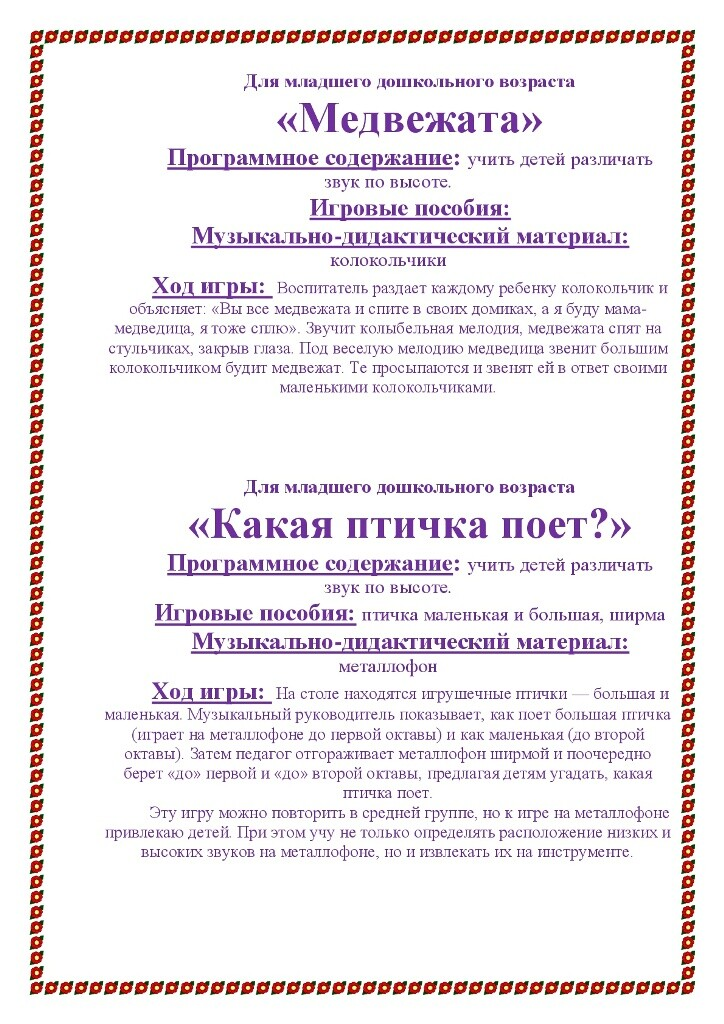 Для младшего дошкольного возраста
«Медвежата»
Программное содержание: учить детей различать
звук по высоте.
Игровые пособия:
Музыкально-дидактический материал:
колокольчики
Ход игры: Воспитатель раздает каждому ребенку колокольчик и
объясняет: «Вы все медвежата и спите в своих домиках, а я буду мама-
медведица, я тоже сплю». Звучит колыбельная мелодия, медвежата спят на
стульчиках, закрыв глаза. Под веселую мелодию медведица звенит большим
колокольчиком будит медвежат. Те просыпаются и звенят ей в ответ своими
маленькими колокольчиками.
Для младшего дошкольного возраста
«Какая птичка поет?»
Программное содержание: учить детей различать
звук по высоте.
Игровые пособия: птичка маленькая и большая, ширма
Музыкально-дидактический материал:
металлофон
Ход игры: На столе находятся игрушечные птички — большая и
маленькая. Музыкальный руководитель показывает, как поет большая птичка
(играет на металлофоне до первой октавы) и как маленькая (до второй
октавы). Затем педагог отгораживает металлофон ширмой и поочередно
берет «до» первой и «до» второй октавы, предлагая детям угадать, какая
птичка поет.
Эту игру можно повторить в средней группе, но к игре на металлофоне
привлекаю детей. При этом учу не только определять расположение низких и
высоких звуков на металлофоне, но и извлекать их на инструменте.